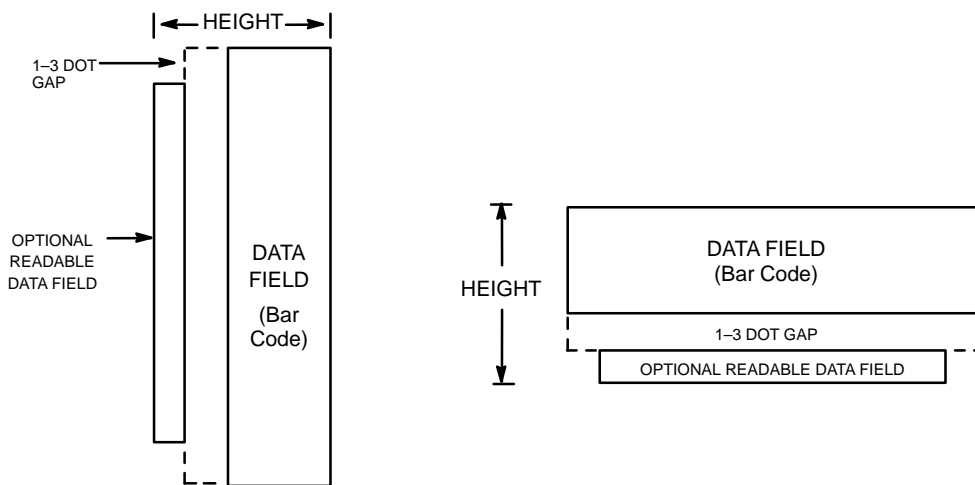 HEIGHT
1–3 DOT
GAP
OPTIONAL
READABLE
DATA FIELD
DATA
FIELD
(Bar
Code)
HEIGHT
DATA FIELD
(Bar Code)
1–3 DOT GAP
OPTIONAL READABLE DATA FIELD